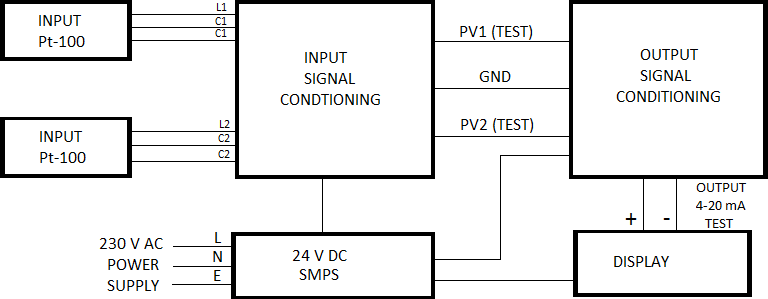 INPUT
Pt-100
L1
C1
C1
INPUT
SIGNAL
CONDTIONING
PV1 (TEST)
GND
PV2 (TEST)
OUTPUT
SIGNAL
CONDITIONING
INPUT
Pt-100
L2
C2
C2
OUTPUT
4-20 mA
TEST
+ -
230 V AC
POWER
SUPPLY
L
N
E
24 V DC
SMPS
DISPLAY